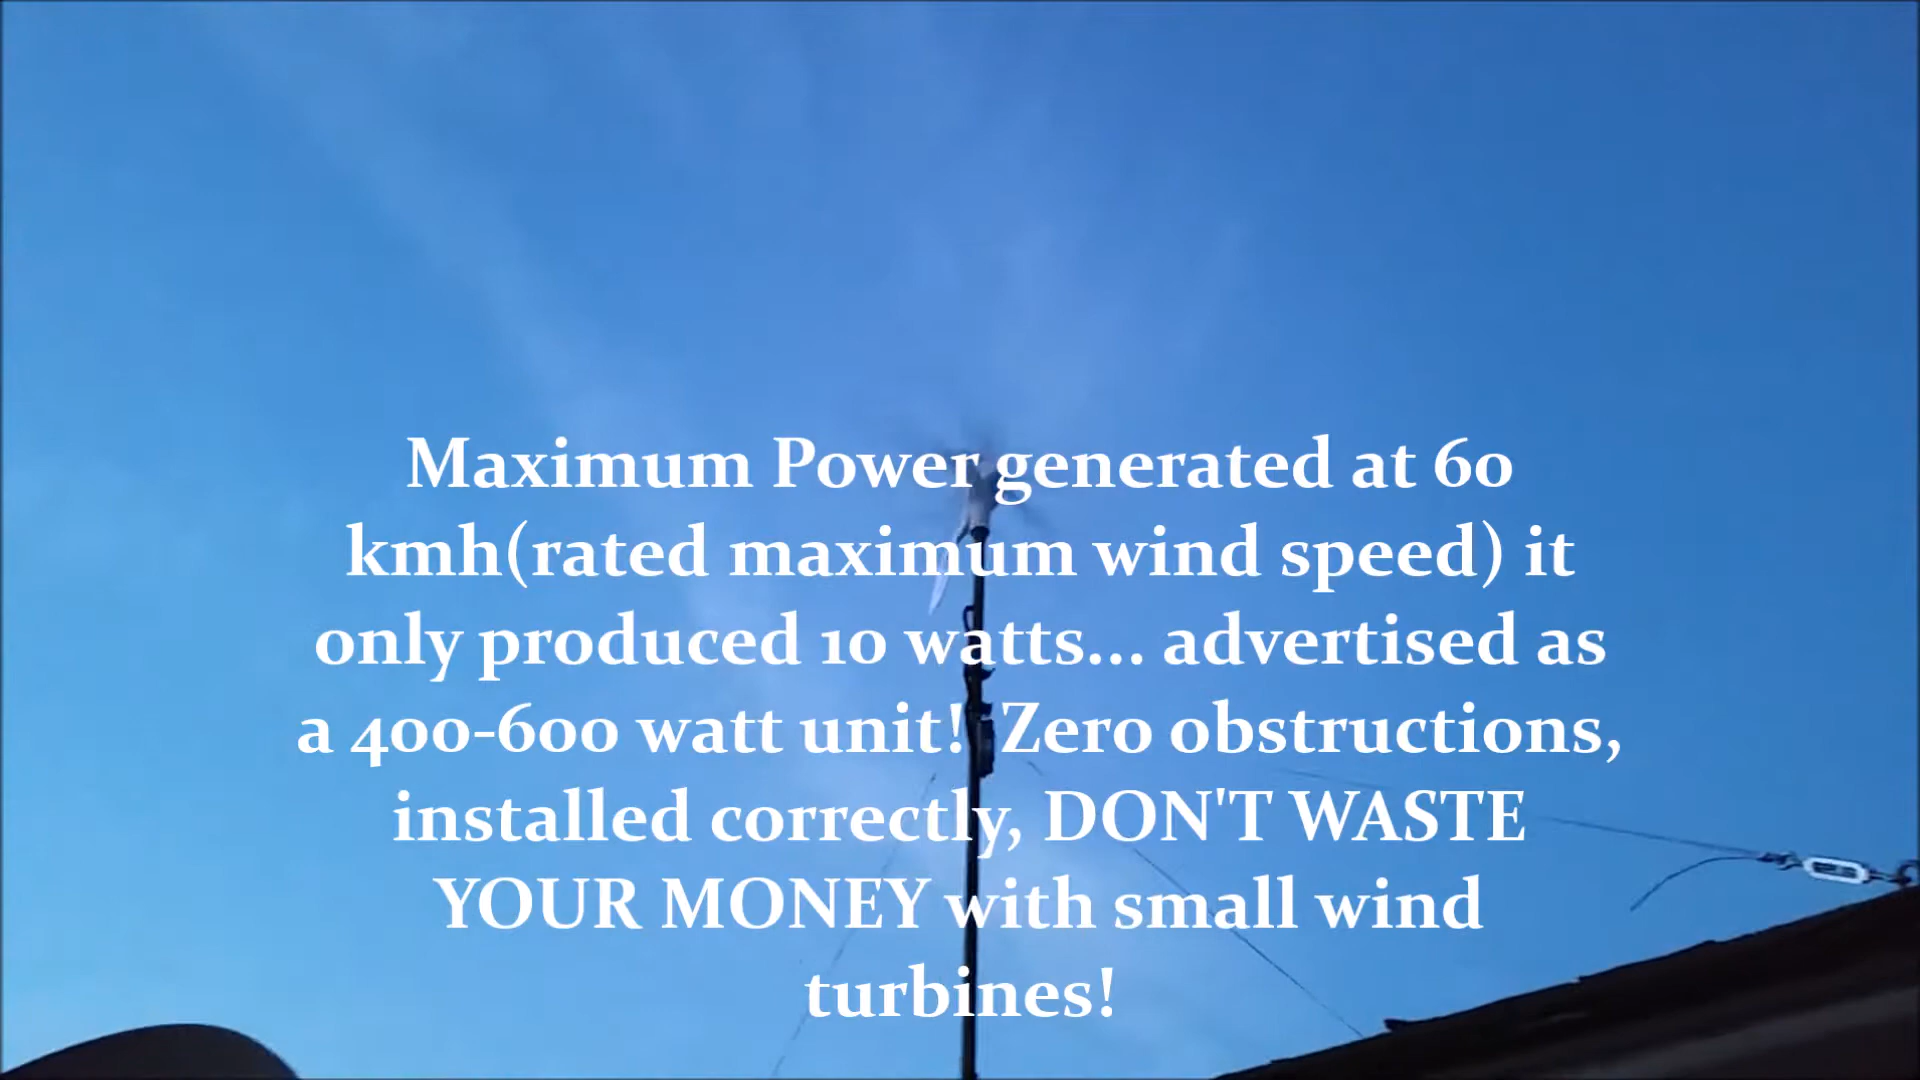 Maximum Power generated at 60
kmh(rated maximum wind speed) it
only produced 10 watts... advertised as
a 400-600 watt unit!  Zero obstructions,
installed correctly, DON'T WASTE
YOUR MONEY with small wind
turbines!